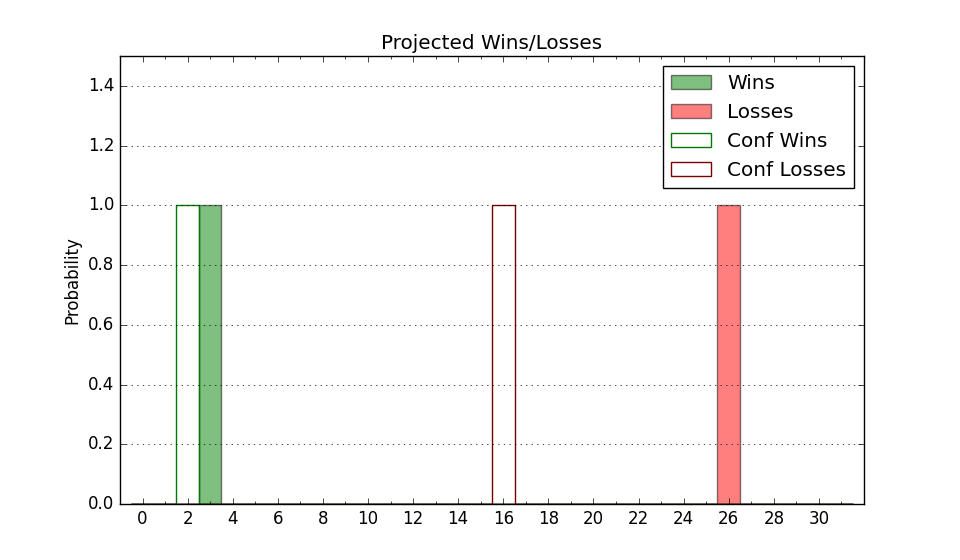 Projected Wins/Losses
Wins
Losses
Conf Wins
Conf Losses
Probability
1.4
1.2
1.0
0.8
0.6
0.4
0.2
0.0
0 2 4 6 8 10 12 14 16 18 20 22 24 26 28 30